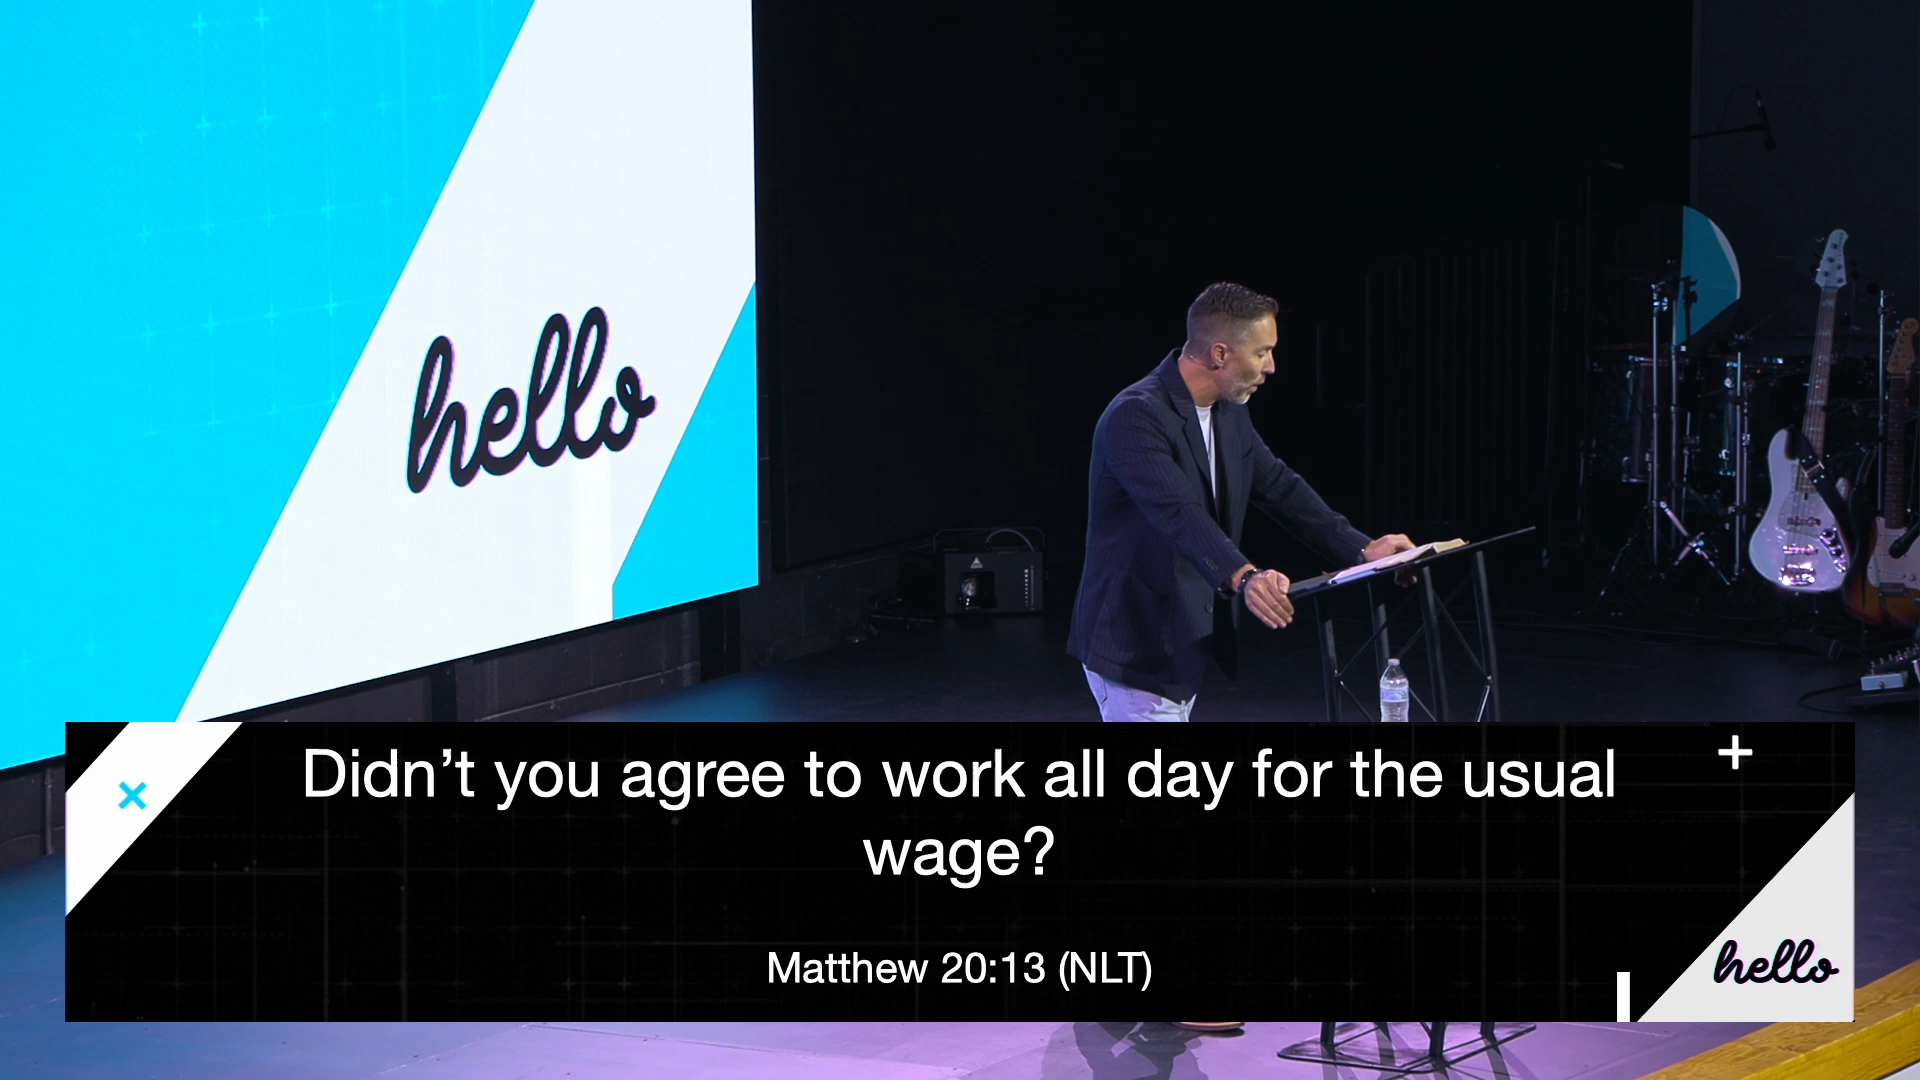 hello
Didn’t you agree to work all day for the usual
wage?
Matthew 20:13 (NLT)
hello